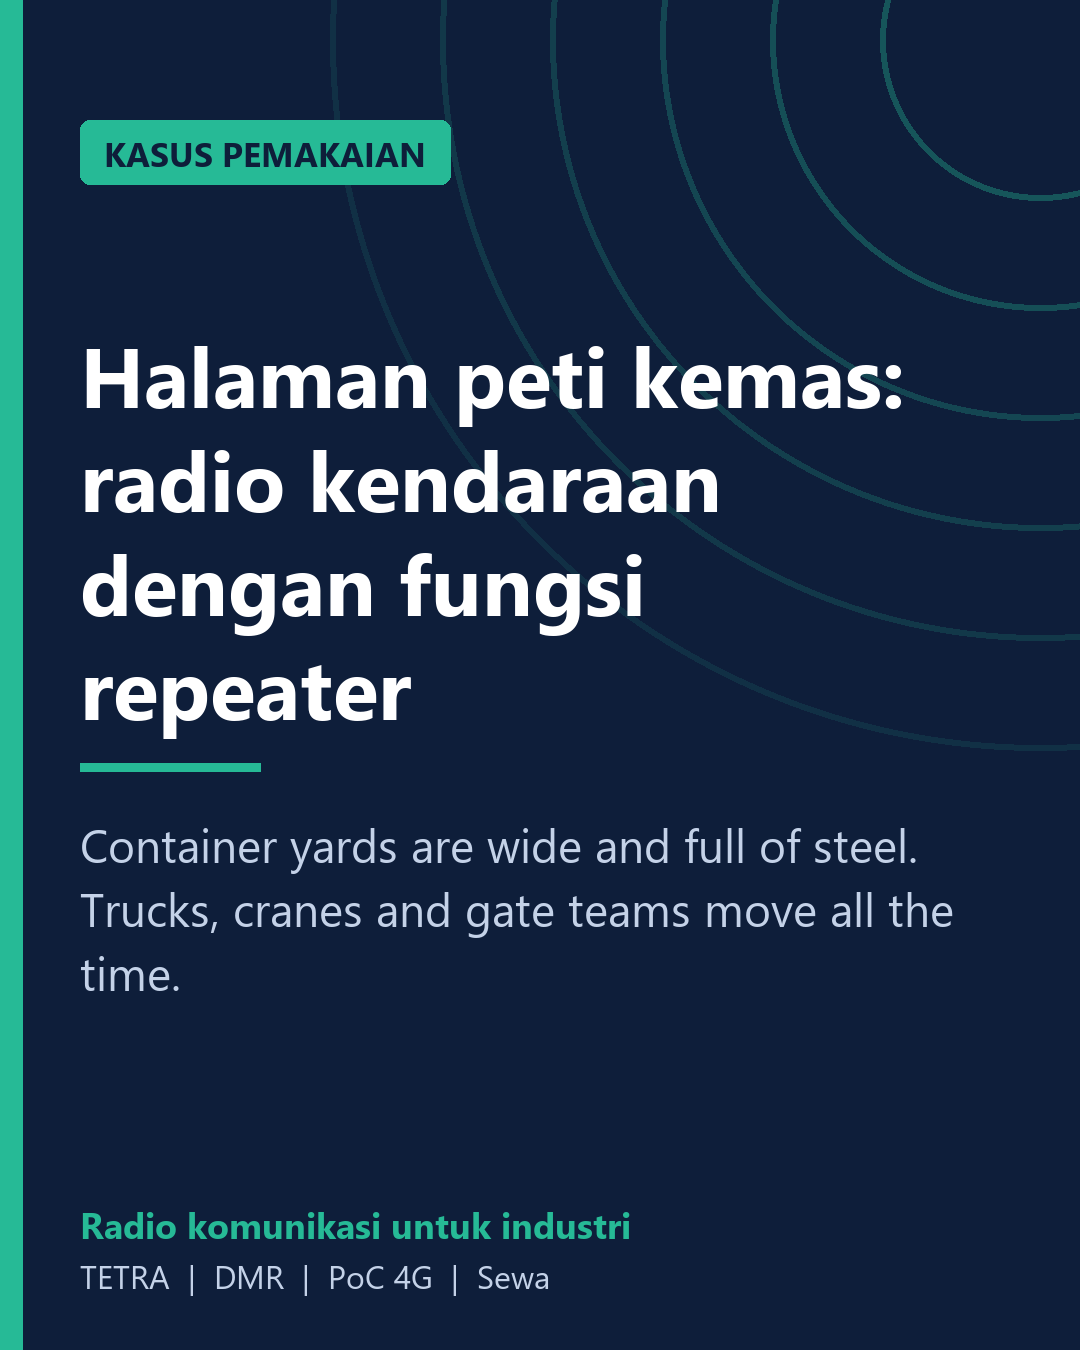 KASUS PEMAKAIAN
Halaman peti kemas:
radio kendaraan
dengan fungsi
repeater
Container yards are wide and full of steel.
Trucks, cranes and gate teams move all the
time.
Radio komunikasi untuk industri
TETRA | DMR | PoC 4G | Sewa